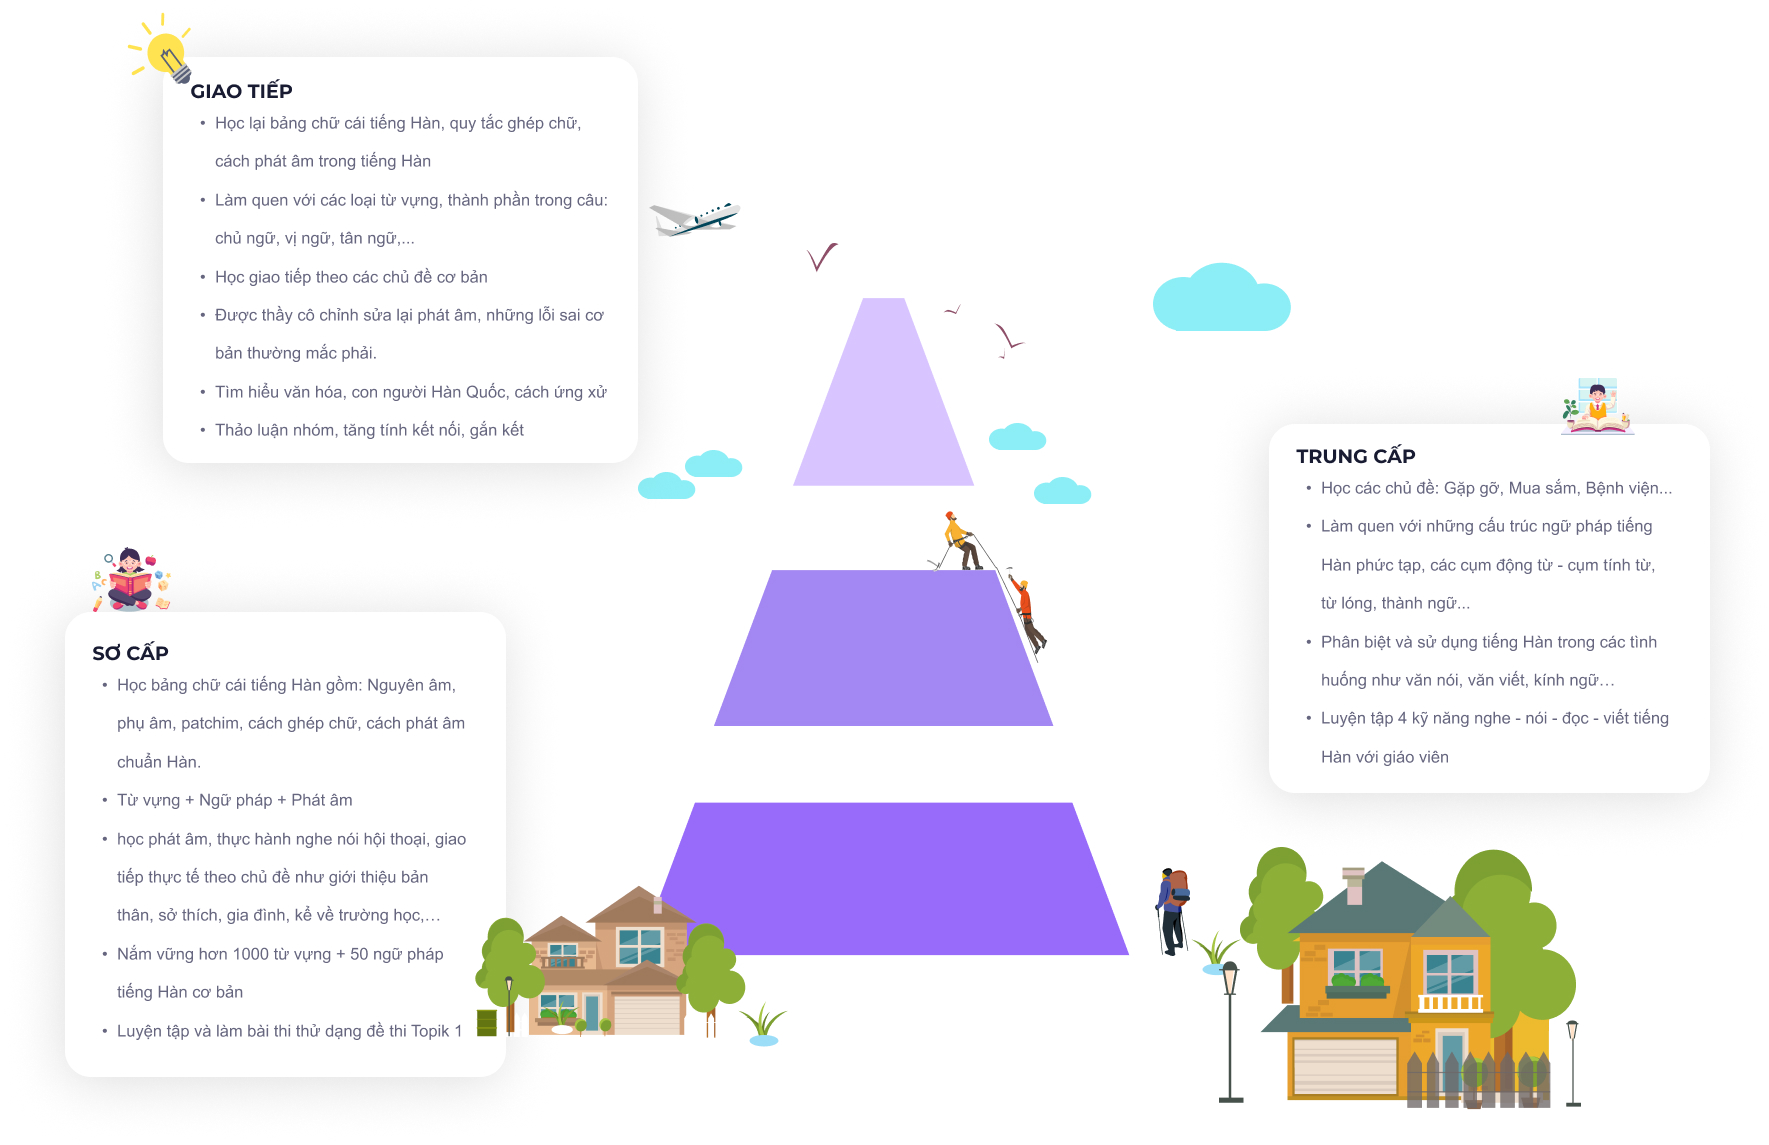 GIAO TIẾP
• Học lại bảng chữ cái tiếng Hàn, quy tắc ghép chữ,
cách phát âm trong tiếng Hàn
• Làm quen với các loại từ vựng, thành phần trong câu:
chủ ngữ, vị ngữ, tân ngữ,...
• Học giao tiếp theo các chủ đề cơ bản
• Được thầy cô chỉnh sửa lại phát âm, những lỗi sai cơ
bản thường mắc phải.
• Tìm hiểu văn hóa, con người Hàn Quốc, cách ứng xử
• Thảo luận nhóm, tăng tính kết nối, gắn kết
TRUNG CẤP
• Học các chủ đề: Gặp gỡ, Mua sắm, Bệnh viện...
• Làm quen với những cấu trúc ngữ pháp tiếng
Hàn phức tạp, các cụm động từ - cụm tính từ,
từ lóng, thành ngữ...
• Phân biệt và sử dụng tiếng Hàn trong các tình
huống như văn nói, văn viết, kính ngữ…
• Luyện tập 4 kỹ năng nghe - nói - đọc - viết tiếng
Hàn với giáo viên
SƠ CẤP
• Học bảng chữ cái tiếng Hàn gồm: Nguyên âm,
phụ âm, patchim, cách ghép chữ, cách phát âm
chuẩn Hàn.
• Từ vựng + Ngữ pháp + Phát âm
• học phát âm, thực hành nghe nói hội thoại, giao
tiếp thực tế theo chủ đề như giới thiệu bản
thân, sở thích, gia đình, kể về trường học,…
• Nắm vững hơn 1000 từ vựng + 50 ngữ pháp
tiếng Hàn cơ bản
• Luyện tập và làm bài thi thử dạng đề thi Topik 1